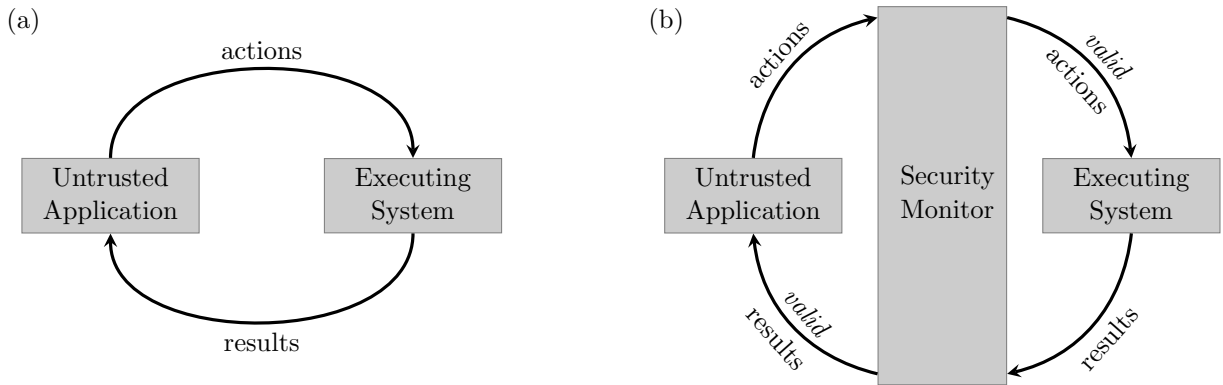 (a)
actions
Untrusted
Application
Executing
System
results
(b)
actions
valid
actions
Untrusted
Application
Security
Monitor
Executing
System
valid
results
results